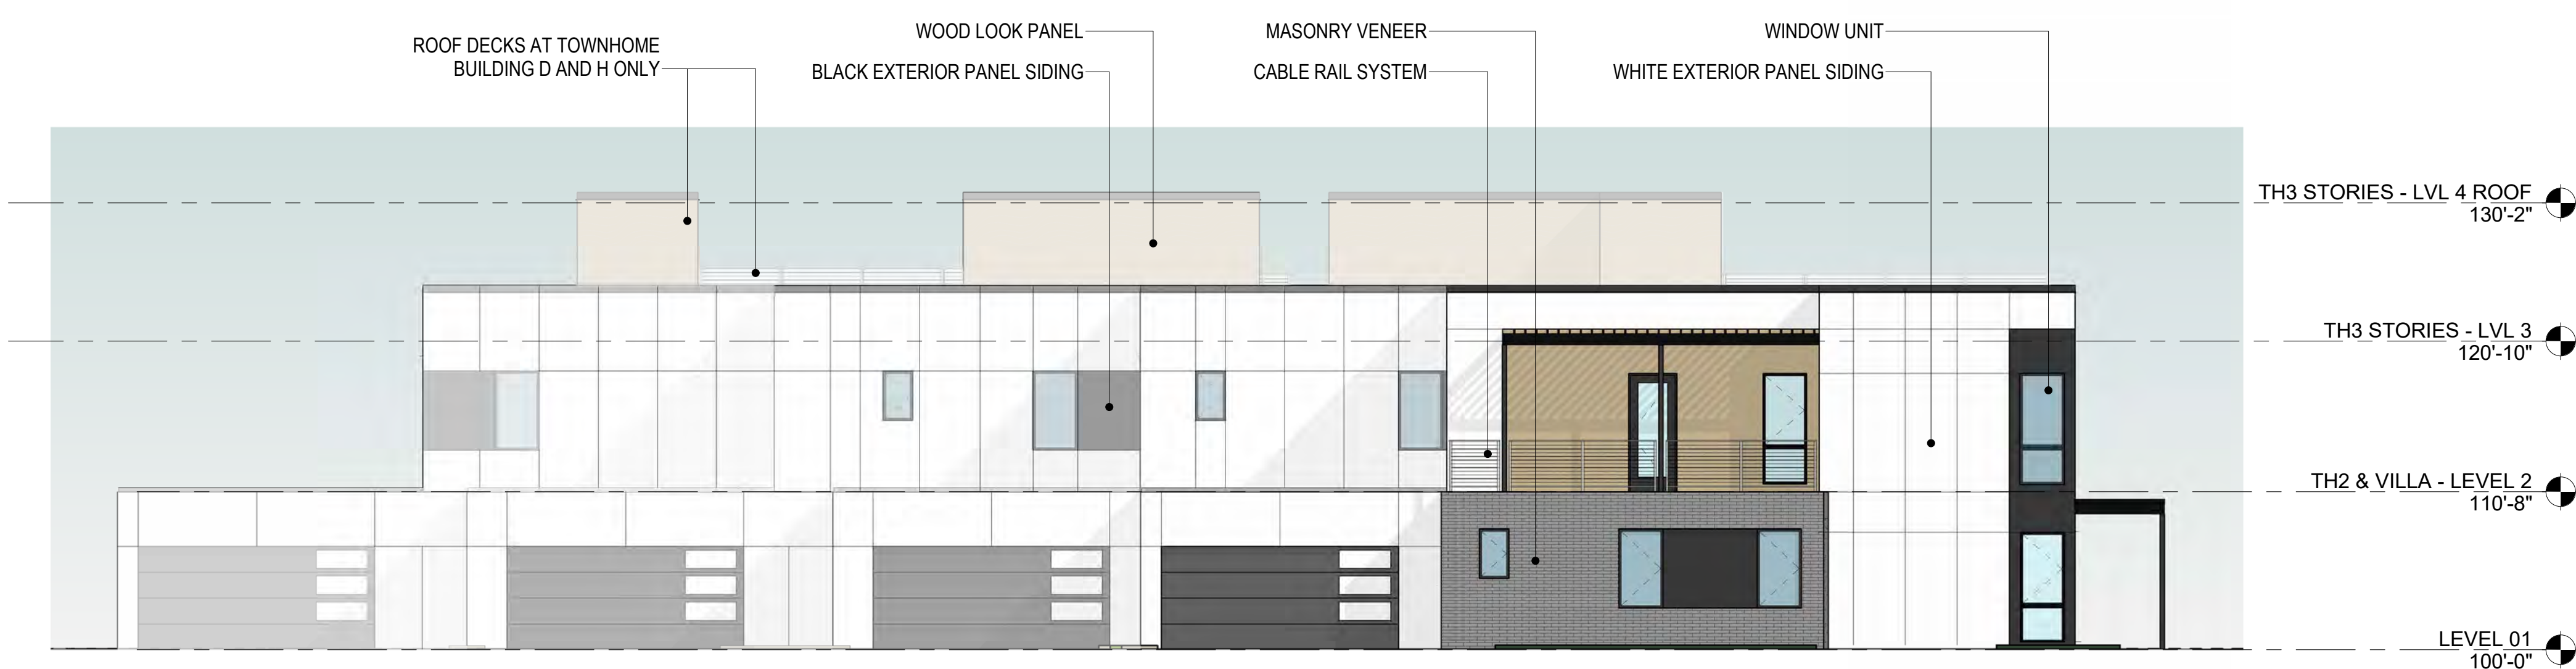 ROOF DECKS AT TOWNHOME
BUILDING D AND H ONLY
WOOD LOOK PANEL
BLACK EXTERIOR PANEL SIDING
MASONRY VENEER
CABLE RAIL SYSTEM
WINDOW UNIT
WHITE EXTERIOR PANEL SIDING
TH3 STORIES - LVL 4 ROOF
130'-2"
TH3 STORIES - LVL 3
120'-10"
TH2 & VILLA - LEVEL 2
110'-8"
LEVEL 01
100'-0"